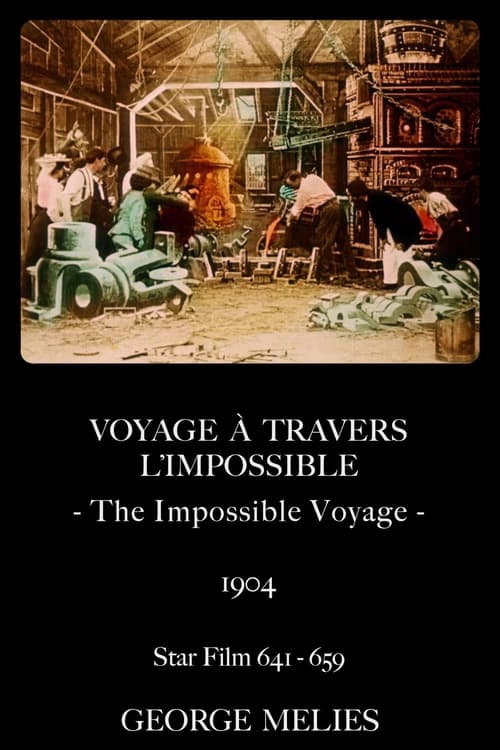 VOYAGE À TRAVERS
L'IMPOSSIBLE
- The Impossible Voyage -
1904
Star Film 641 - 659
GEORGE MELIES